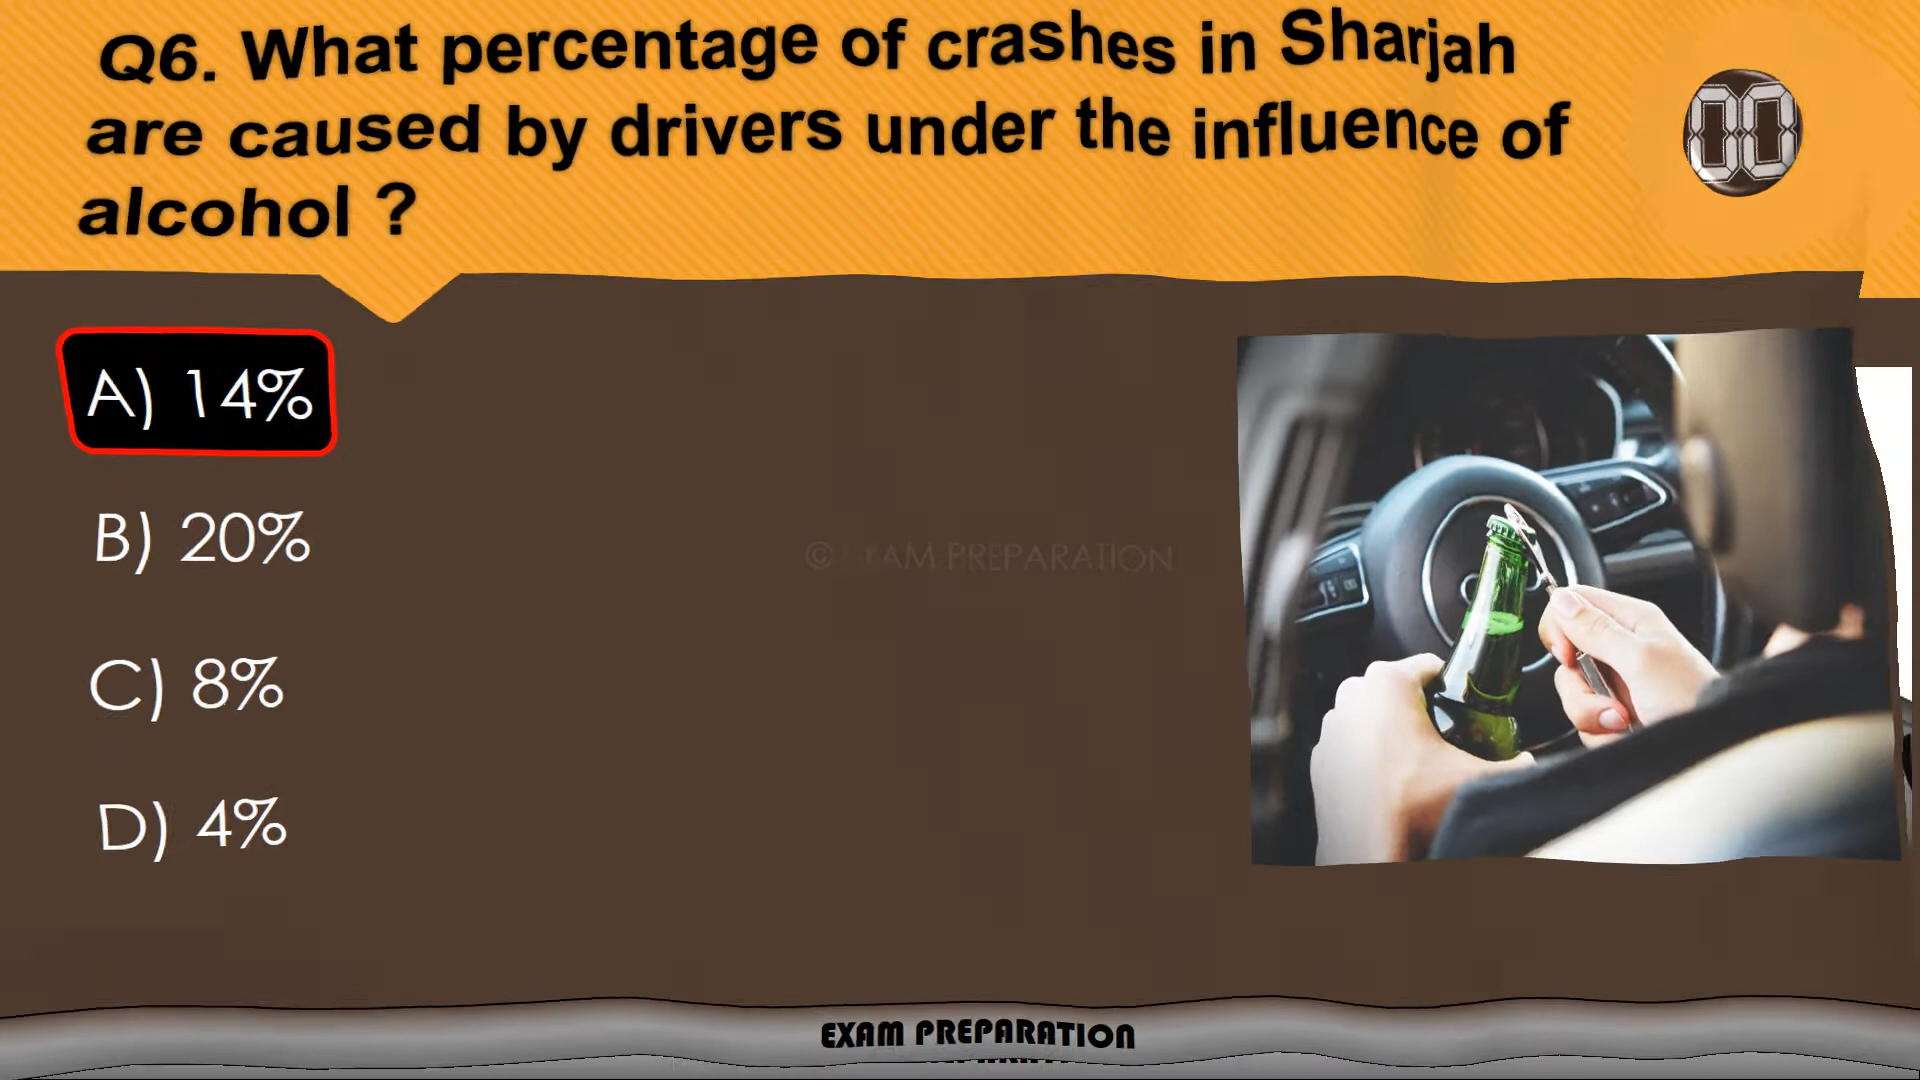 Q6. What percentage of crashes in Sharjah
are caused by drivers under the influence of
alcohol ?
00
A) 14%
B) 20%
© EXAM PREPARATION
C) 8%
D) 4%
EXAM PREPARATION